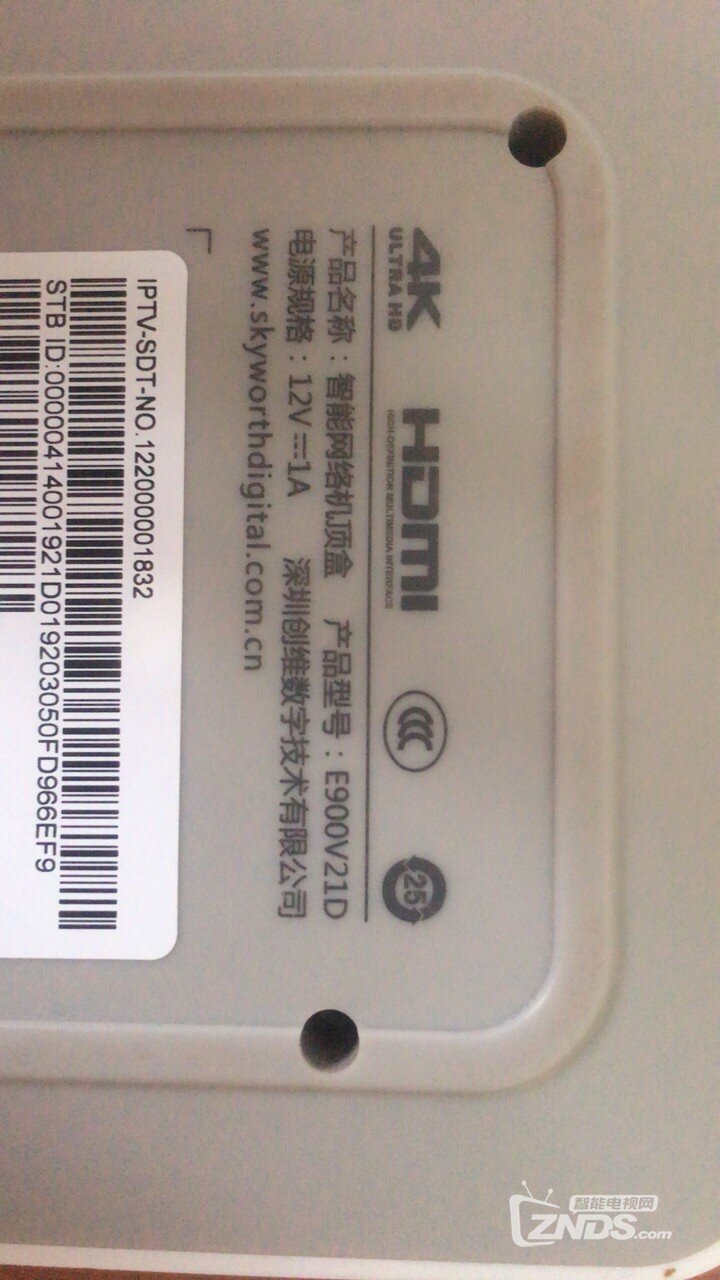 4K
ULTRA HD
HDMI
HIGH-DEFINITION MULTIMEDIA INTERFACE
CCC
25
产品名称：智能网络机顶盒 产品型号：E900V21D
电源规格：12V⎓1A 深圳创维数字技术有限公司
www.skyworthdigital.com.cn
IPTV-SDT-NO.122000001832
STB ID:00000414001921D019203050FD966EF9
智能电视网
ZNDS.com